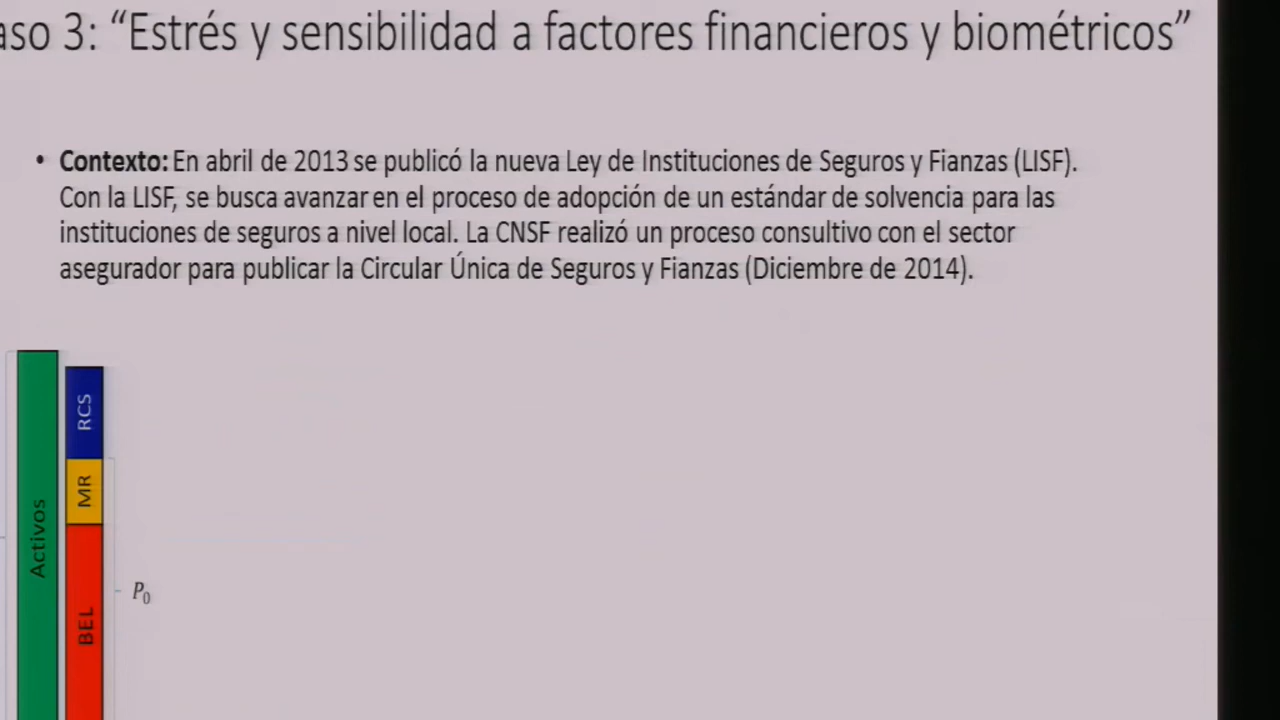 aso 3: “Estrés y sensibilidad a factores financieros y biométricos”
• Contexto: En abril de 2013 se publicó la nueva Ley de Instituciones de Seguros y Fianzas (LISF).
Con la LISF, se busca avanzar en el proceso de adopción de un estándar de solvencia para las
instituciones de seguros a nivel local. La CNSF realizó un proceso consultivo con el sector
asegurador para publicar la Circular Única de Seguros y Fianzas (Diciembre de 2014).
RCS
MR
Activos
P0
BEL